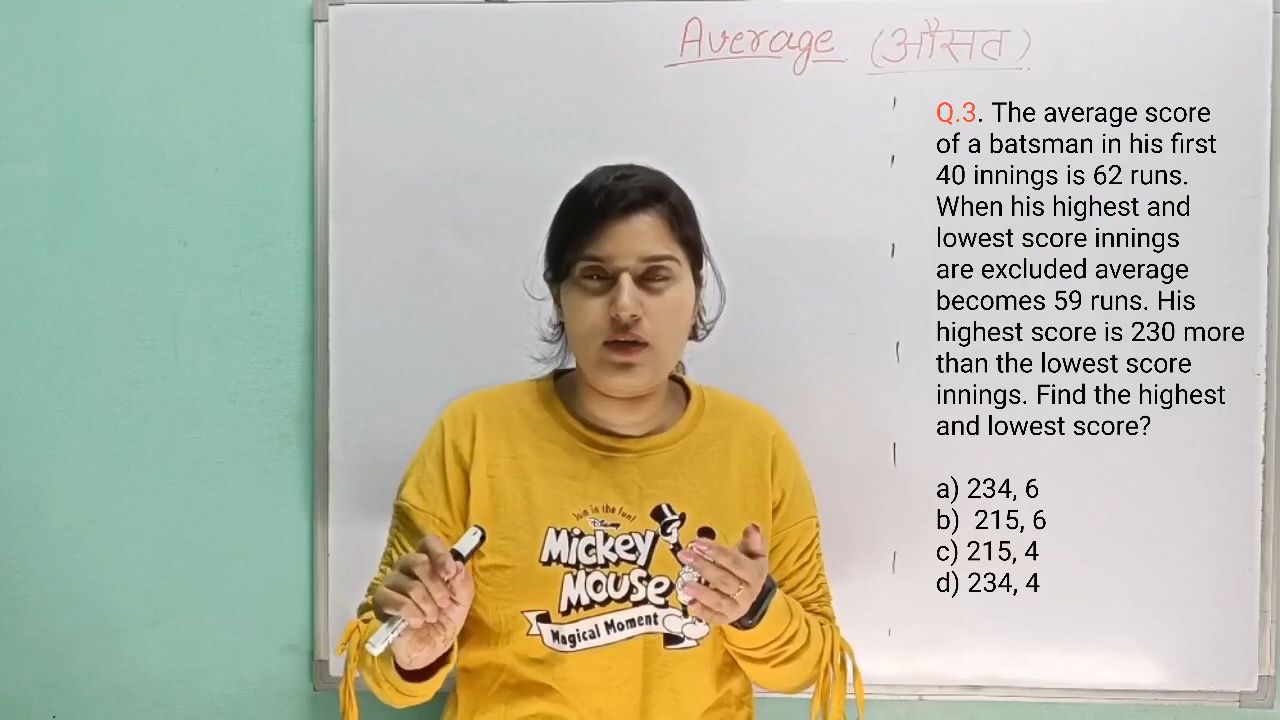 Average (औसत)
Q.3. The average score
of a batsman in his first
40 innings is 62 runs.
When his highest and
lowest score innings
are excluded average
becomes 59 runs. His
highest score is 230 more
than the lowest score
innings. Find the highest
and lowest score?
a) 234, 6
b) 215, 6
c) 215, 4
d) 234, 4
Join in the fun!
Disney
Mickey
Mouse
Magical Moment